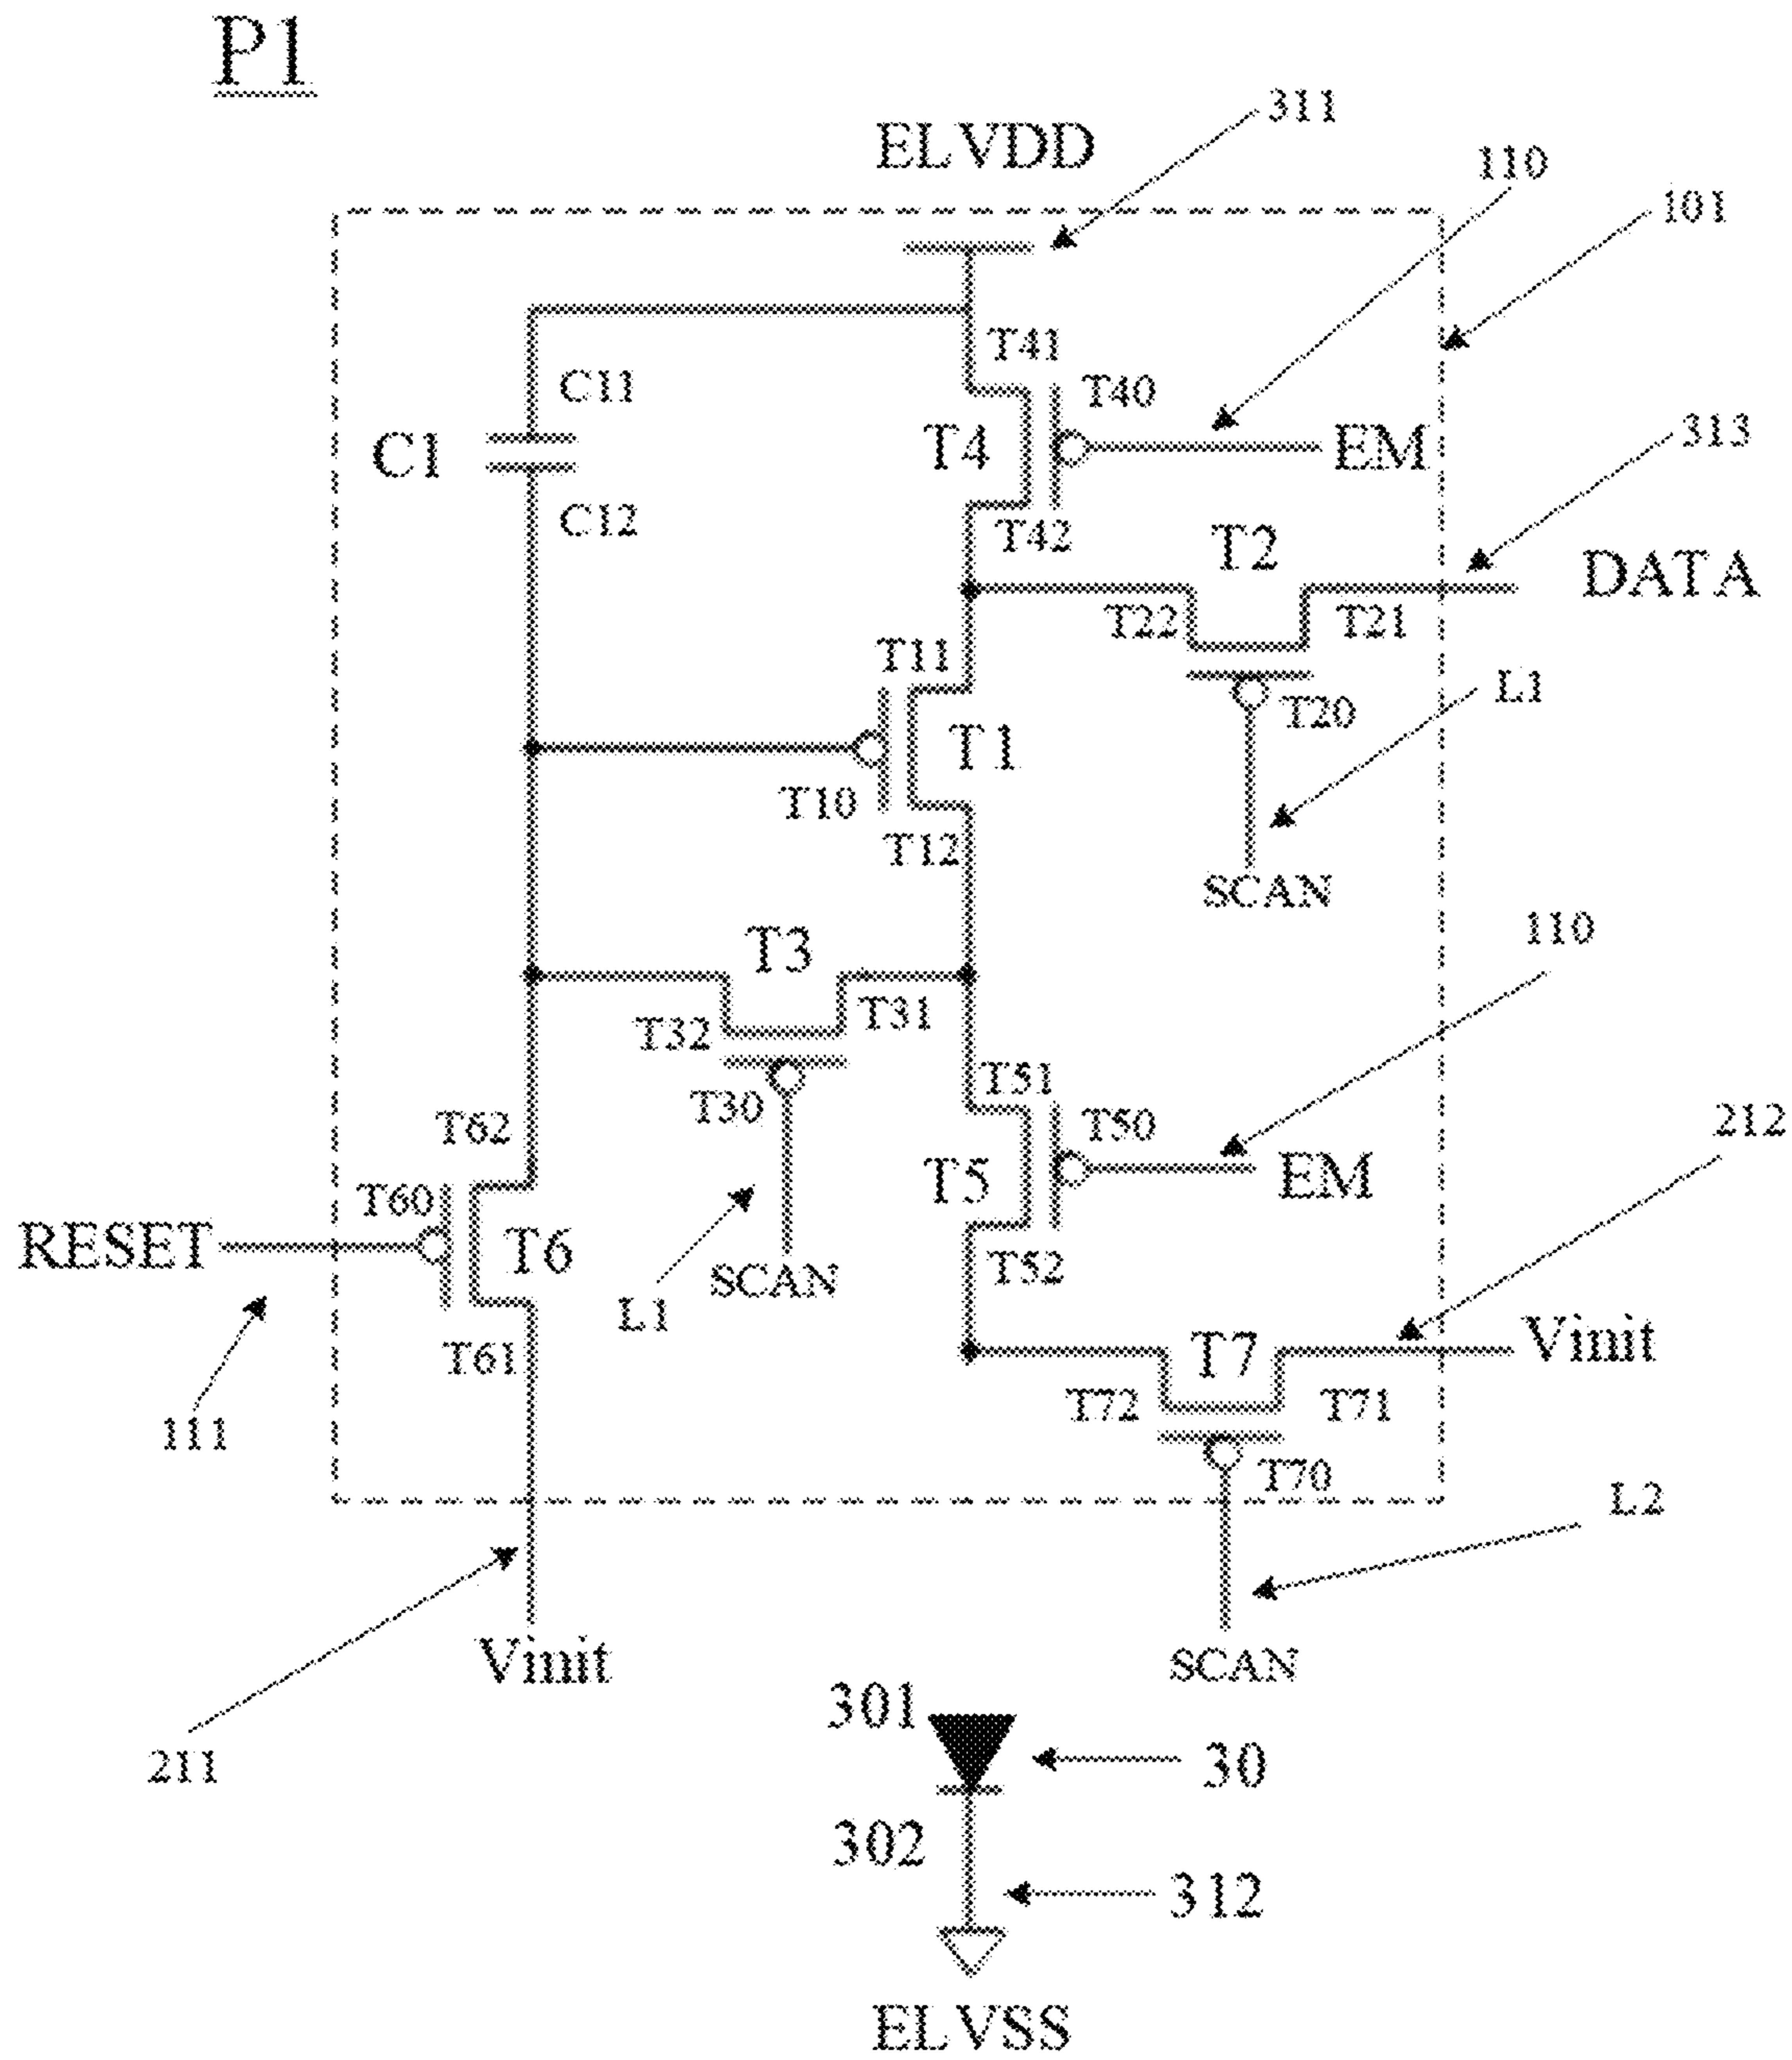 P1
311
ELVDD
110
101
T41
C11
T40
C1
T4
EM
313
C12
T42
T2
DATA
T22
T21
T11
L1
T20
T1
T10
T12
SCAN
T3
110
T31
T32
T51
T30
T50
212
T62
T5
EM
T60
RESET
T6
T52
SCAN
L1
Vinit
T7
T61
T72
T71
111
T70
L2
Vinit
SCAN
301
30
211
302
312
ELVSS